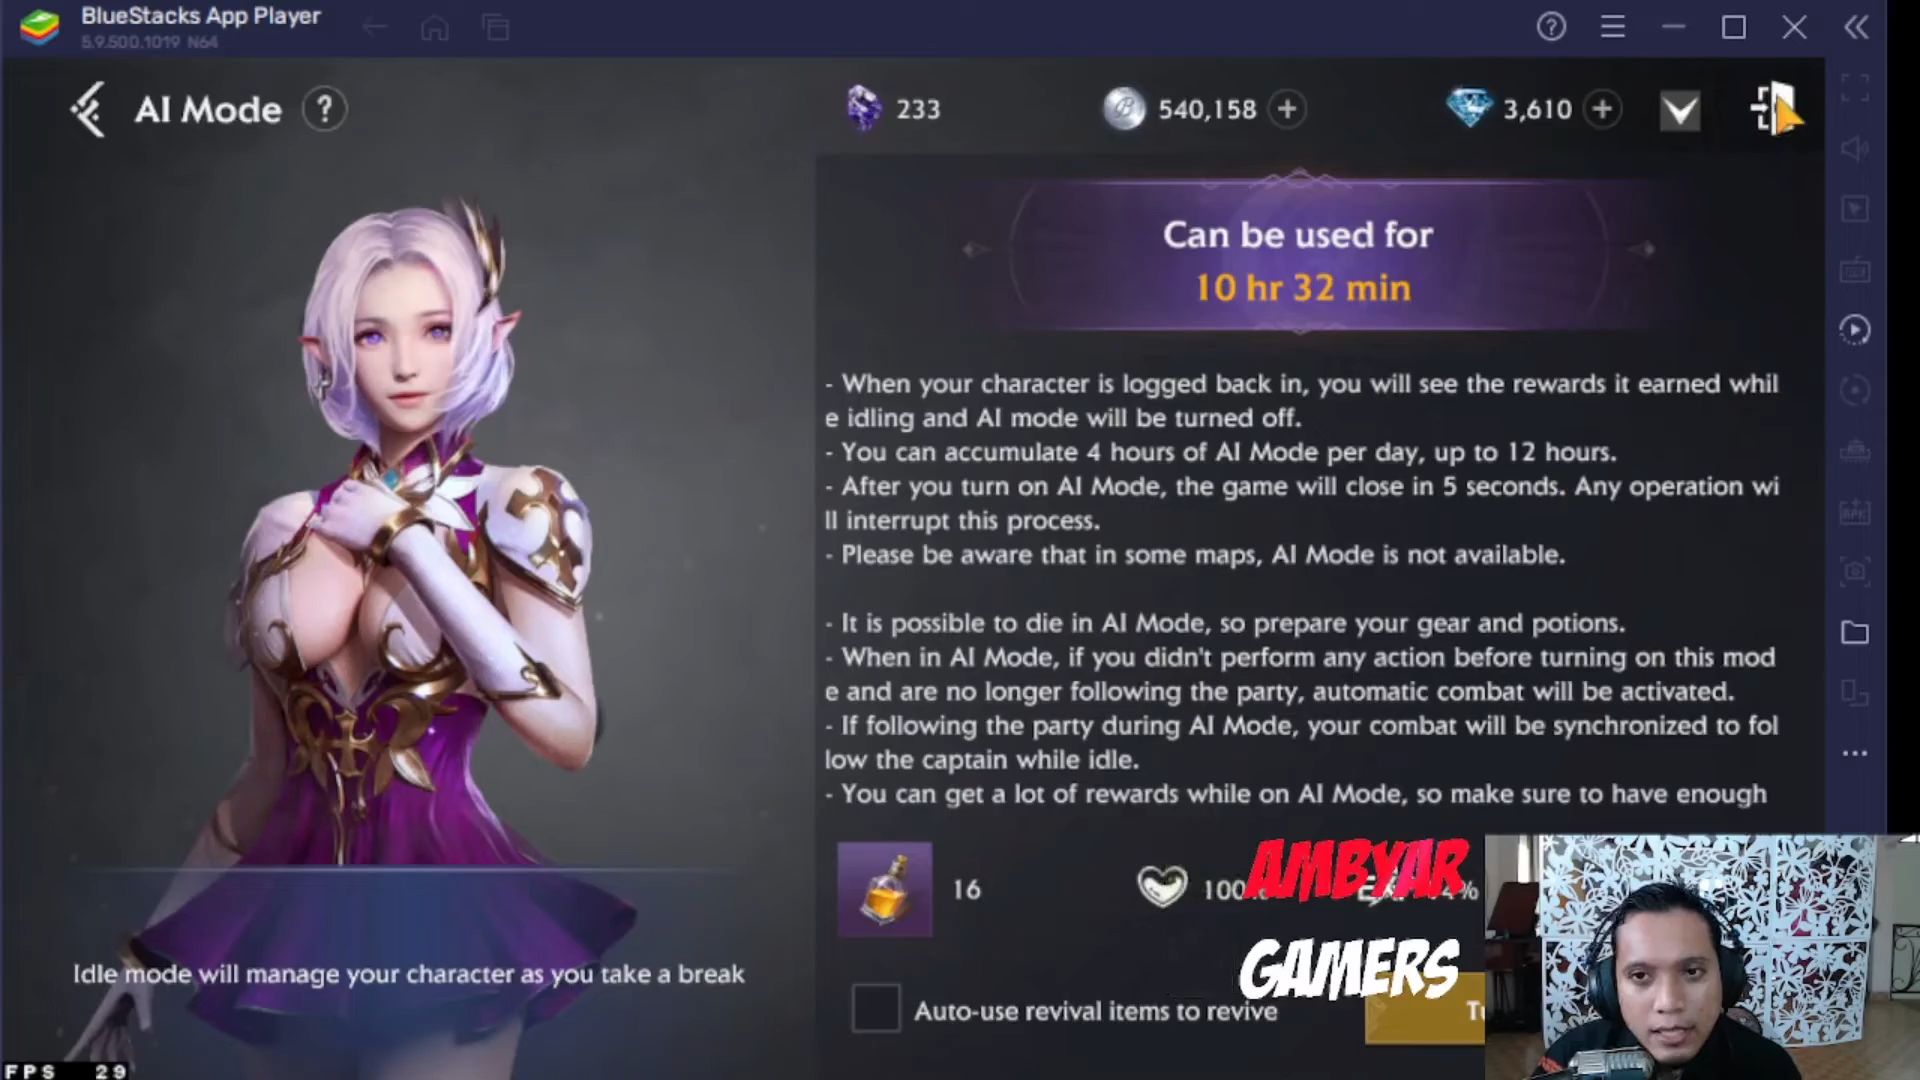 BlueStacks App Player
5.9.500.1019 N64
AI Mode ?
233
540,158
3,610
Can be used for
10 hr 32 min
- When your character is logged back in, you will see the rewards it earned whil
e idling and AI mode will be turned off.
- You can accumulate 4 hours of AI Mode per day, up to 12 hours.
- After you turn on AI Mode, the game will close in 5 seconds. Any operation wi
ll interrupt this process.
- Please be aware that in some maps, AI Mode is not available.
- It is possible to die in AI Mode, so prepare your gear and potions.
- When in AI Mode, if you didn't perform any action before turning on this mod
e and are no longer following the party, automatic combat will be activated.
- If following the party during AI Mode, your combat will be synchronized to fol
low the captain while idle.
- You can get a lot of rewards while on AI Mode, so make sure to have enough
16
100
AMBYAR
GAMERS
Idle mode will manage your character as you take a break
Auto-use revival items to revive
FPS 29